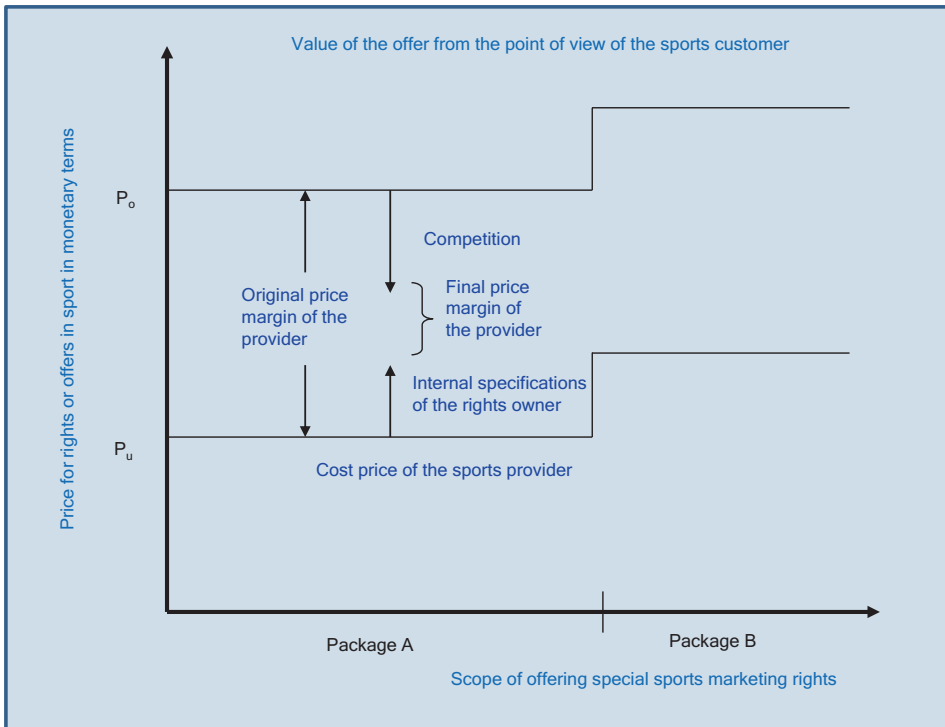 Value of the offer from the point of view of the sports customer
Price for rights or offers in sport in monetary terms
Po
Competition
Original price
margin of the
provider
Final price
margin of
the provider
Internal specifications
of the rights owner
Pu
Cost price of the sports provider
Package A
Package B
Scope of offering special sports marketing rights